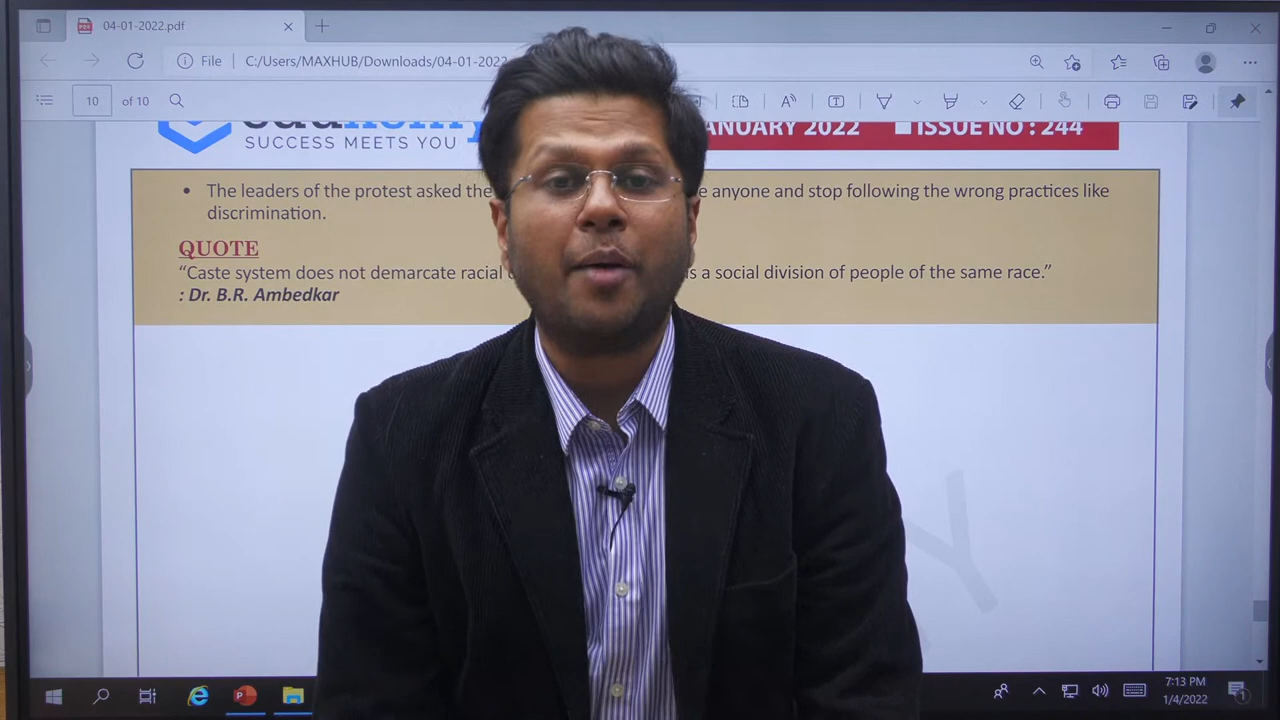 04-01-2022.pdf
File C:/Users/MAXHUB/Downloads/04-01-2022
10 of 10
SUCCESS MEETS YOU
ANUARY 2022 ISSUE NO : 244
• The leaders of the protest asked the anyone and stop following the wrong practices like
discrimination.
QUOTE
“Caste system does not demarcate racial s a social division of people of the same race.”
: Dr. B.R. Ambedkar
Y
7:13 PM
1/4/2022
1